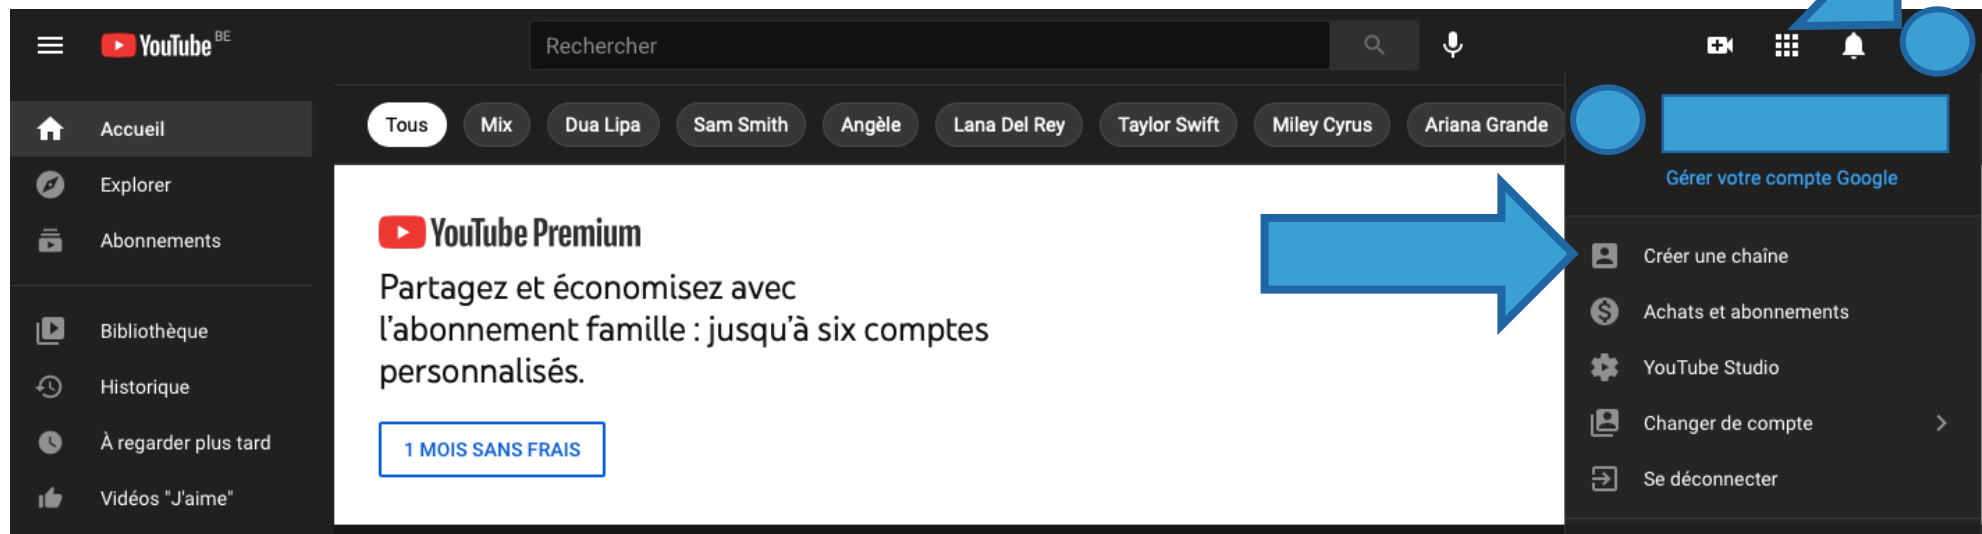 YouTube BE
Rechercher
Accueil
Explorer
Abonnements
Bibliothèque
Historique
À regarder plus tard
Vidéos "J'aime"
Tous
Mix
Dua Lipa
Sam Smith
Angèle
Lana Del Rey
Taylor Swift
Miley Cyrus
Ariana Grande
YouTube Premium
Partagez et économisez avec
l'abonnement famille : jusqu'à six comptes
personnalisés.
1 MOIS SANS FRAIS
Gérer votre compte Google
Créer une chaîne
Achats et abonnements
YouTube Studio
Changer de compte
Se déconnecter